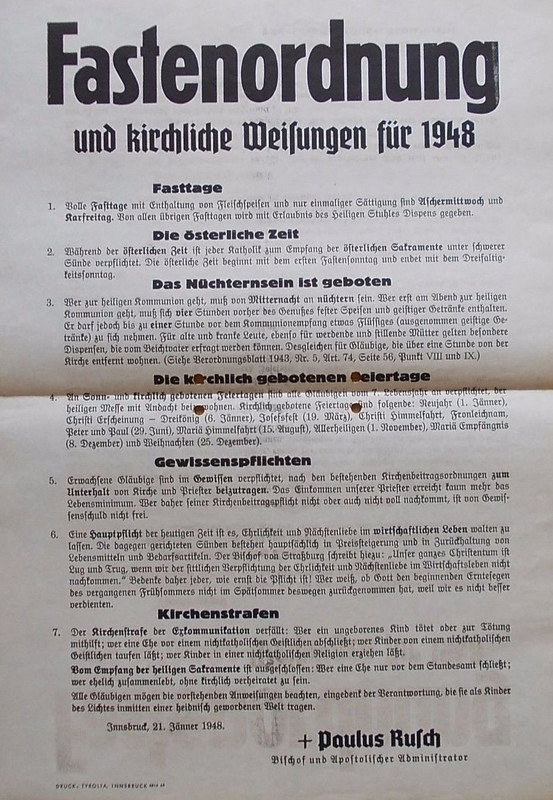 Fastenordnung
und kirchliche Weisungen für 1948
Fasttage
1. Volle Fasttage mit Enthaltung von Fleischspeisen und nur einmaliger Sättigung sind Aschermittwoch und
Karfreitag. Von allen übrigen Fasttagen wird mit Erlaubnis des Heiligen Stuhles Dispens gegeben.
Die österliche Zeit
2. Während der österlichen Zeit ist jeder Katholik zum Empfang der österlichen Sakramente unter schwerer
Sünde verpflichtet. Die österliche Zeit beginnt mit dem ersten Fastensonntag und endet mit dem Dreifaltig-
keitssonntag.
Das Nüchternsein ist geboten
3. Wer zur heiligen Kommunion geht, muß von Mitternacht an nüchtern sein. Wer erst am Abend zur heiligen
Kommunion geht, muß sich vier Stunden vorher des Genußes fester Speisen und geistiger Getränke enthalten.
Er darf jedoch bis zu einer Stunde vor dem Kommunionempfang etwas Flüssiges (ausgenommen geistige Ge-
tränke) zu sich nehmen. Für alte und kranke Leute, ebenso für werdende und stillende Mütter gelten besondere
Dispensen, die vom Beichtvater erfragt werden können. Desgleichen für Gläubige, die über eine Stunde von der
Kirche entfernt wohnen. (Siehe Verordnungsblatt 1943, Nr. 5, Art. 74, Seite 56, Punkt VIII und IX.)
Die kirchlich gebotenen Feiertage
4. An Sonn- und kirchlich gebotenen Feiertagen sind alle Gläubigen vom 7. Lebensjahr an verpflichtet, der
heiligen Messe mit Andacht beizuwohnen. Kirchlich gebotene Feiertage sind folgende: Neujahr (1. Jänner),
Christi Erscheinung – Dreikönig (6. Jänner), Josefsfest (19. März), Christi Himmelfahrt, Fronleichnam,
Peter und Paul (29. Juni), Mariä Himmelfahrt (15. August), Allerheiligen (1. November), Mariä Empfängnis
(8. Dezember) und Weihnachten (25. Dezember).
Gewissenspflichten
5. Erwachsene Gläubige sind im Gewissen verpflichtet, nach den bestehenden Kirchenbeitragsordnungen zum
Unterhalt von Kirche und Priester beizutragen. Das Einkommen unserer Priester erreicht kaum mehr das
Lebensminimum. Wer daher seiner Kirchenbeitragspflicht nicht oder auch nicht voll nachkommt, ist von Gewis-
sensschuld nicht frei.
6. Eine Hauptpflicht der heutigen Zeit ist es, Ehrlichkeit und Nächstenliebe im wirtschaftlichen Leben walten zu
lassen. Die dagegen gerichteten Sünden bestehen hauptsächlich in Preissteigerung und in Zurückhaltung von
Lebensmitteln und Bedarfsartikeln. Der Bischof von Straßburg schreibt hiezu: „Unser ganzes Christentum ist
Lug und Trug, wenn wir der sittlichen Verpflichtung der Ehrlichkeit und Nächstenliebe im Wirtschaftsleben nicht
nachkommen.“ Bedenke daher jeder, wie ernst die Pflicht ist! Wer weiß, ob Gott den beginnenden Erntesegen
des vergangenen Frühsommers nicht im Spätsommer deswegen zurückgenommen hat, weil wir es nicht besser
verdienten.
Kirchenstrafen
7. Der Kirchenstrafe der Exkommunikation verfällt: Wer ein ungeborenes Kind tötet oder zur Tötung
mithilft; wer eine Ehe vor einem nichtkatholischen Geistlichen abschließt; wer Kinder von einem nichtkatholischen
Geistlichen taufen läßt; wer Kinder in einer nichtkatholischen Religion erziehen läßt.
Vom Empfang der heiligen Sakramente ist ausgeschlossen: Wer eine Ehe nur vor dem Standesamt schließt;
wer ehelich zusammenlebt, ohne kirchlich verheiratet zu sein.
Alle Gläubigen mögen die vorstehenden Anweisungen beachten, eingedenk der Verantwortung, die sie als Kinder
des Lichtes inmitten einer heidnisch gewordenen Welt tragen.
Innsbruck, 21. Jänner 1948.
+ Paulus Rusch
Bischof und Apostolischer Administrator
DRUCK: TYROLIA, INNSBRUCK